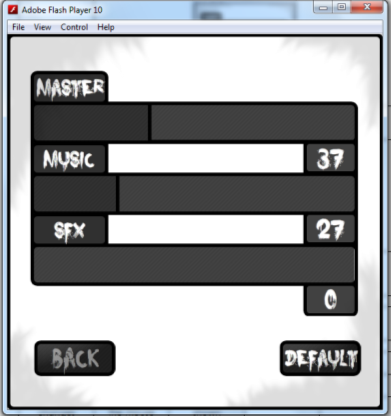 Adobe Flash Player 10
File View Control Help
MASTER
MUSIC 37
SFX 27
0
BACK DEFAULT